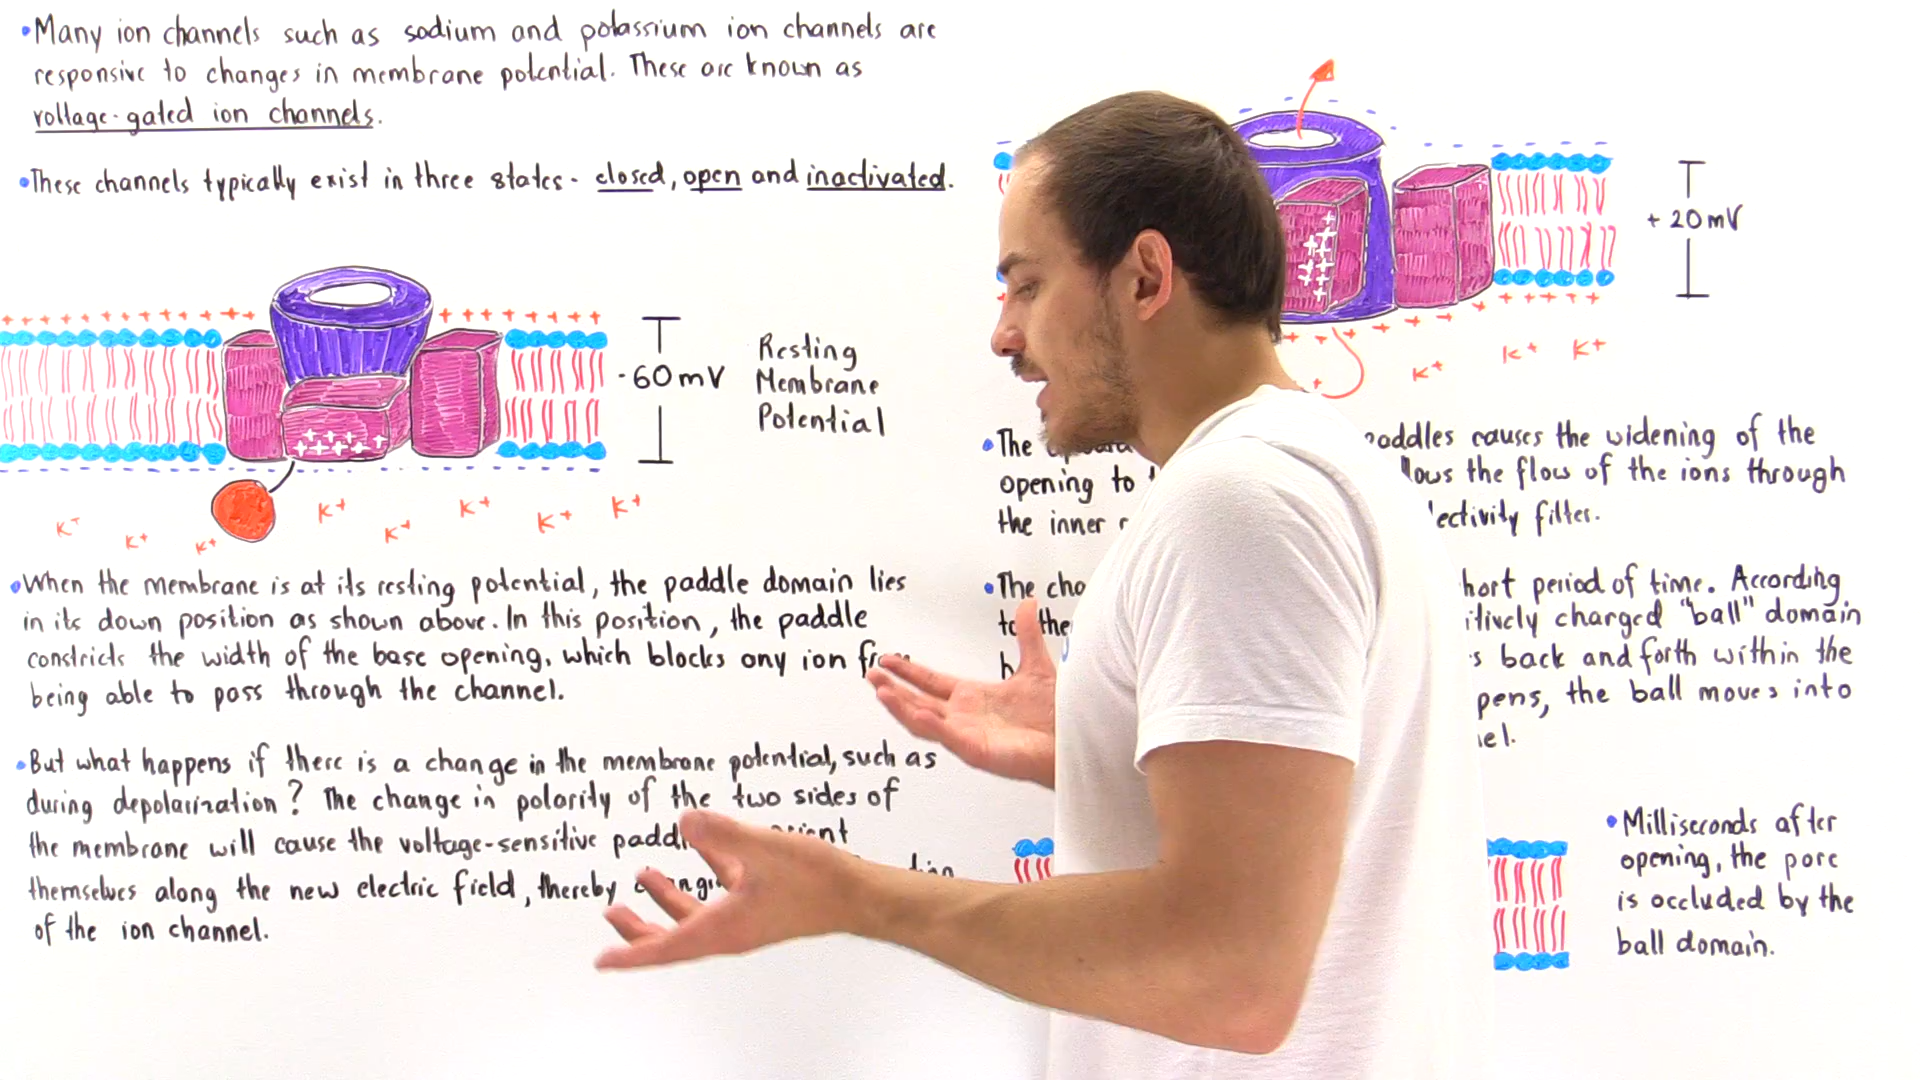 •Many ion channels such as sodium and potassium ion channels are
responsive to changes in membrane potential. These are known as
voltage-gated ion channels.
•These channels typically exist in three states - closed, open and inactivated.
+ 20mV
-60mV
Resting
Membrane
Potential
K+ K+ K+ K+ K+ K+ K+ K+
K+ K+ K+
•When the membrane is at its resting potential, the paddle domain lies
in its down position as shown above. In this position, the paddle
constricts the width of the base opening, which blocks any ion
being able to pass through the channel.
•But what happens if there is a change in the membrane potential, such as
during depolarization? The change in polarity of the two sides of
the membrane will cause the voltage-sensitive
themselves along the new electric field, thereby
of the ion channel.
•The paddles causes the widening of the
opening to the flow of the ions through
the inner filter.
•The short period of time. According
to the charged "ball" domain
back and forth within the
the ball moves into
•Milliseconds after
opening, the pore
is occluded by the
ball domain.